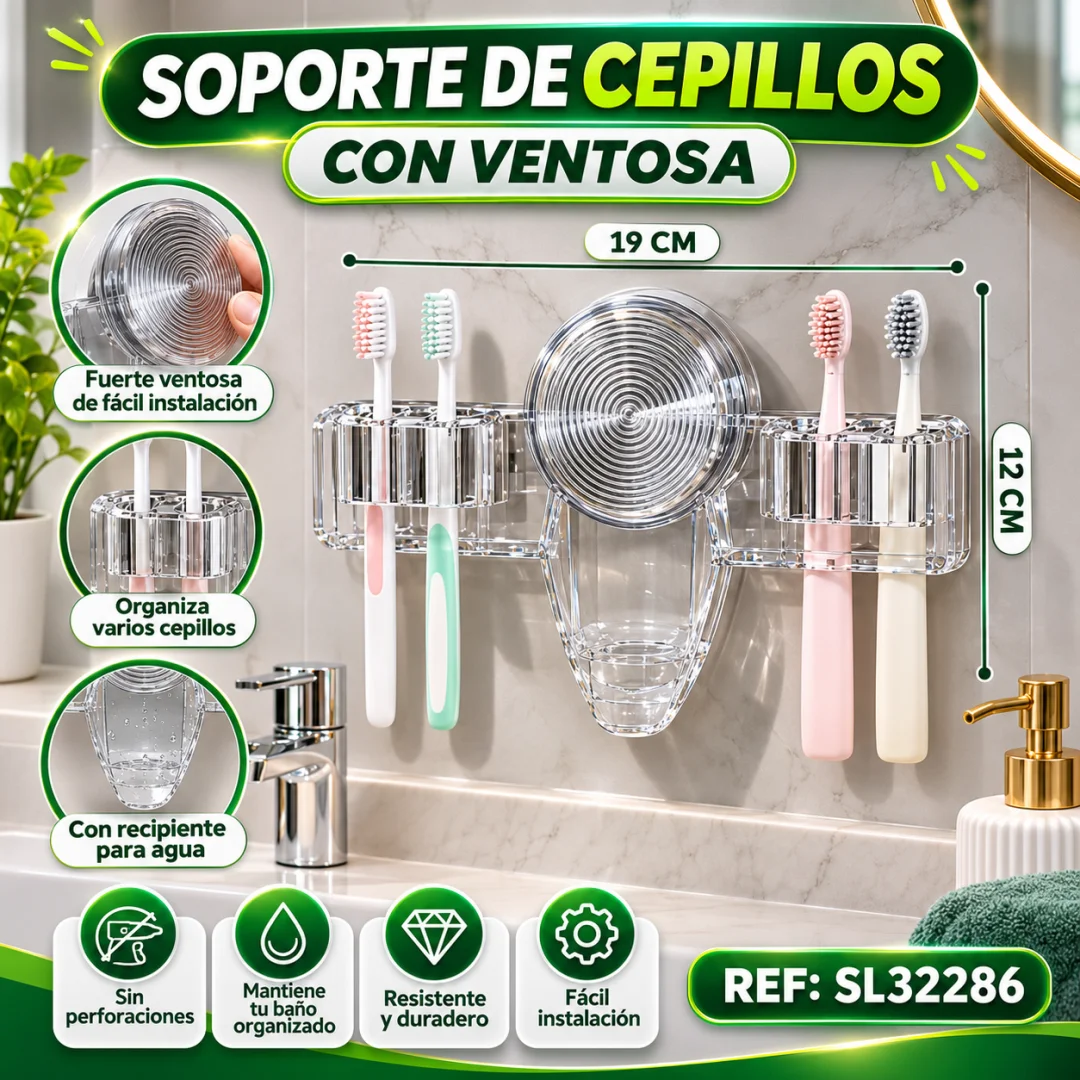 SOPORTE DE CEPILLOS
CON VENTOSA
19 CM
12 CM
Fuerte ventosa
de fácil instalación
Organiza
varios cepillos
Con recipiente
para agua
Sin
perforaciones
Mantiene
tu baño
organizado
Resistente
y duradero
Fácil
instalación
REF: SL32286